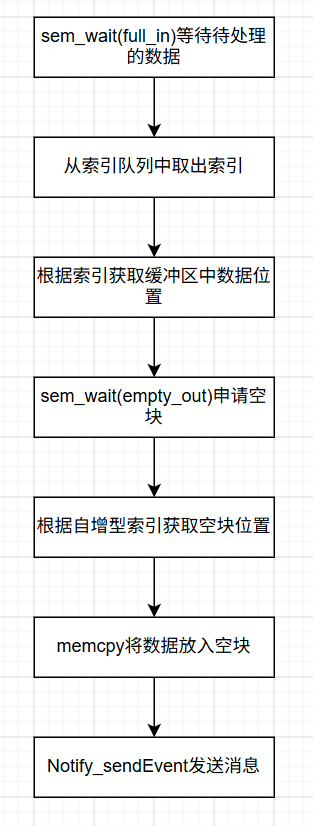 sem_wait(full_in)等待待处理
的数据
从索引队列中取出索引
根据索引获取缓冲区中数据位
置
sem_wait(empty_out)申请空
块
根据自增型索引获取空块位置
memcpy将数据放入空块
Notify_sendEvent发送消息